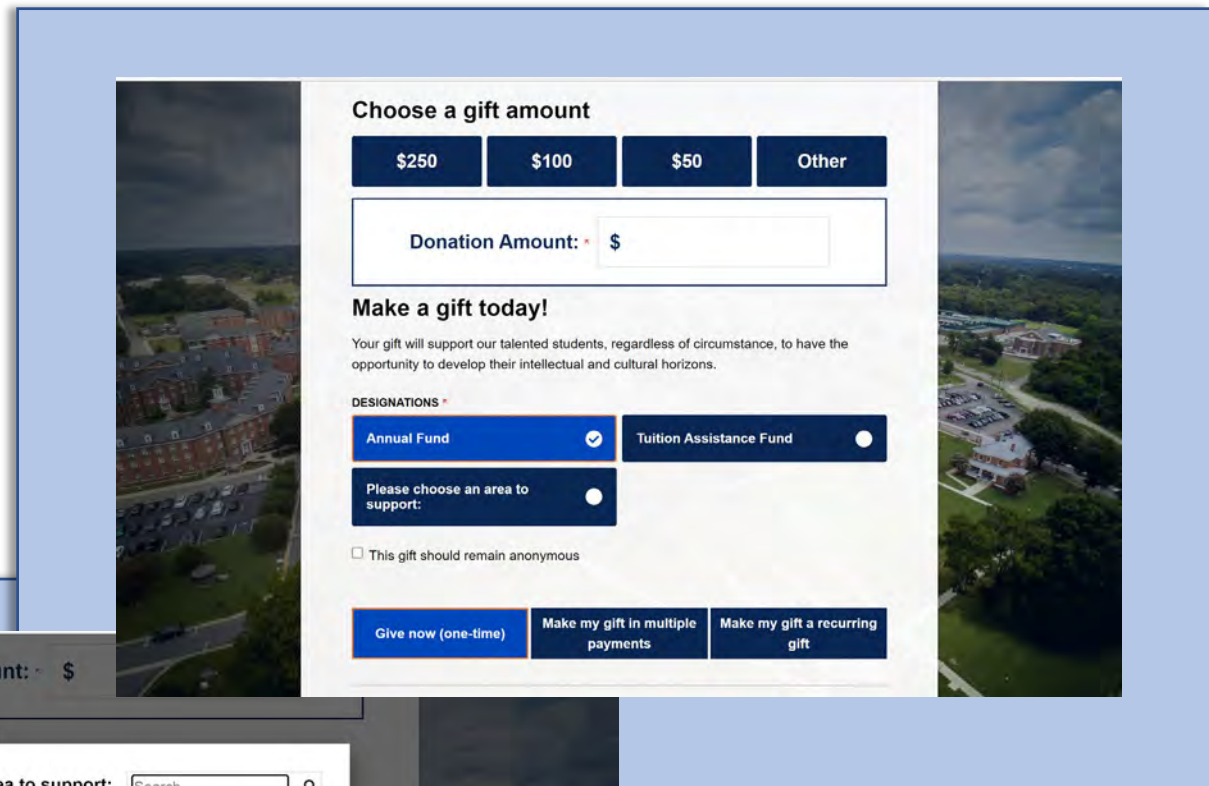 Choose a gift amount
$250 $100 $50 Other
Donation Amount: * $
Make a gift today!
Your gift will support our talented students, regardless of circumstance, to have the
opportunity to develop their intellectual and cultural horizons.
DESIGNATIONS *
Annual Fund
Tuition Assistance Fund
Please choose an area to
support:
This gift should remain anonymous
Give now (one-time)
Make my gift in multiple
payments
Make my gift a recurring
gift
$
to support: